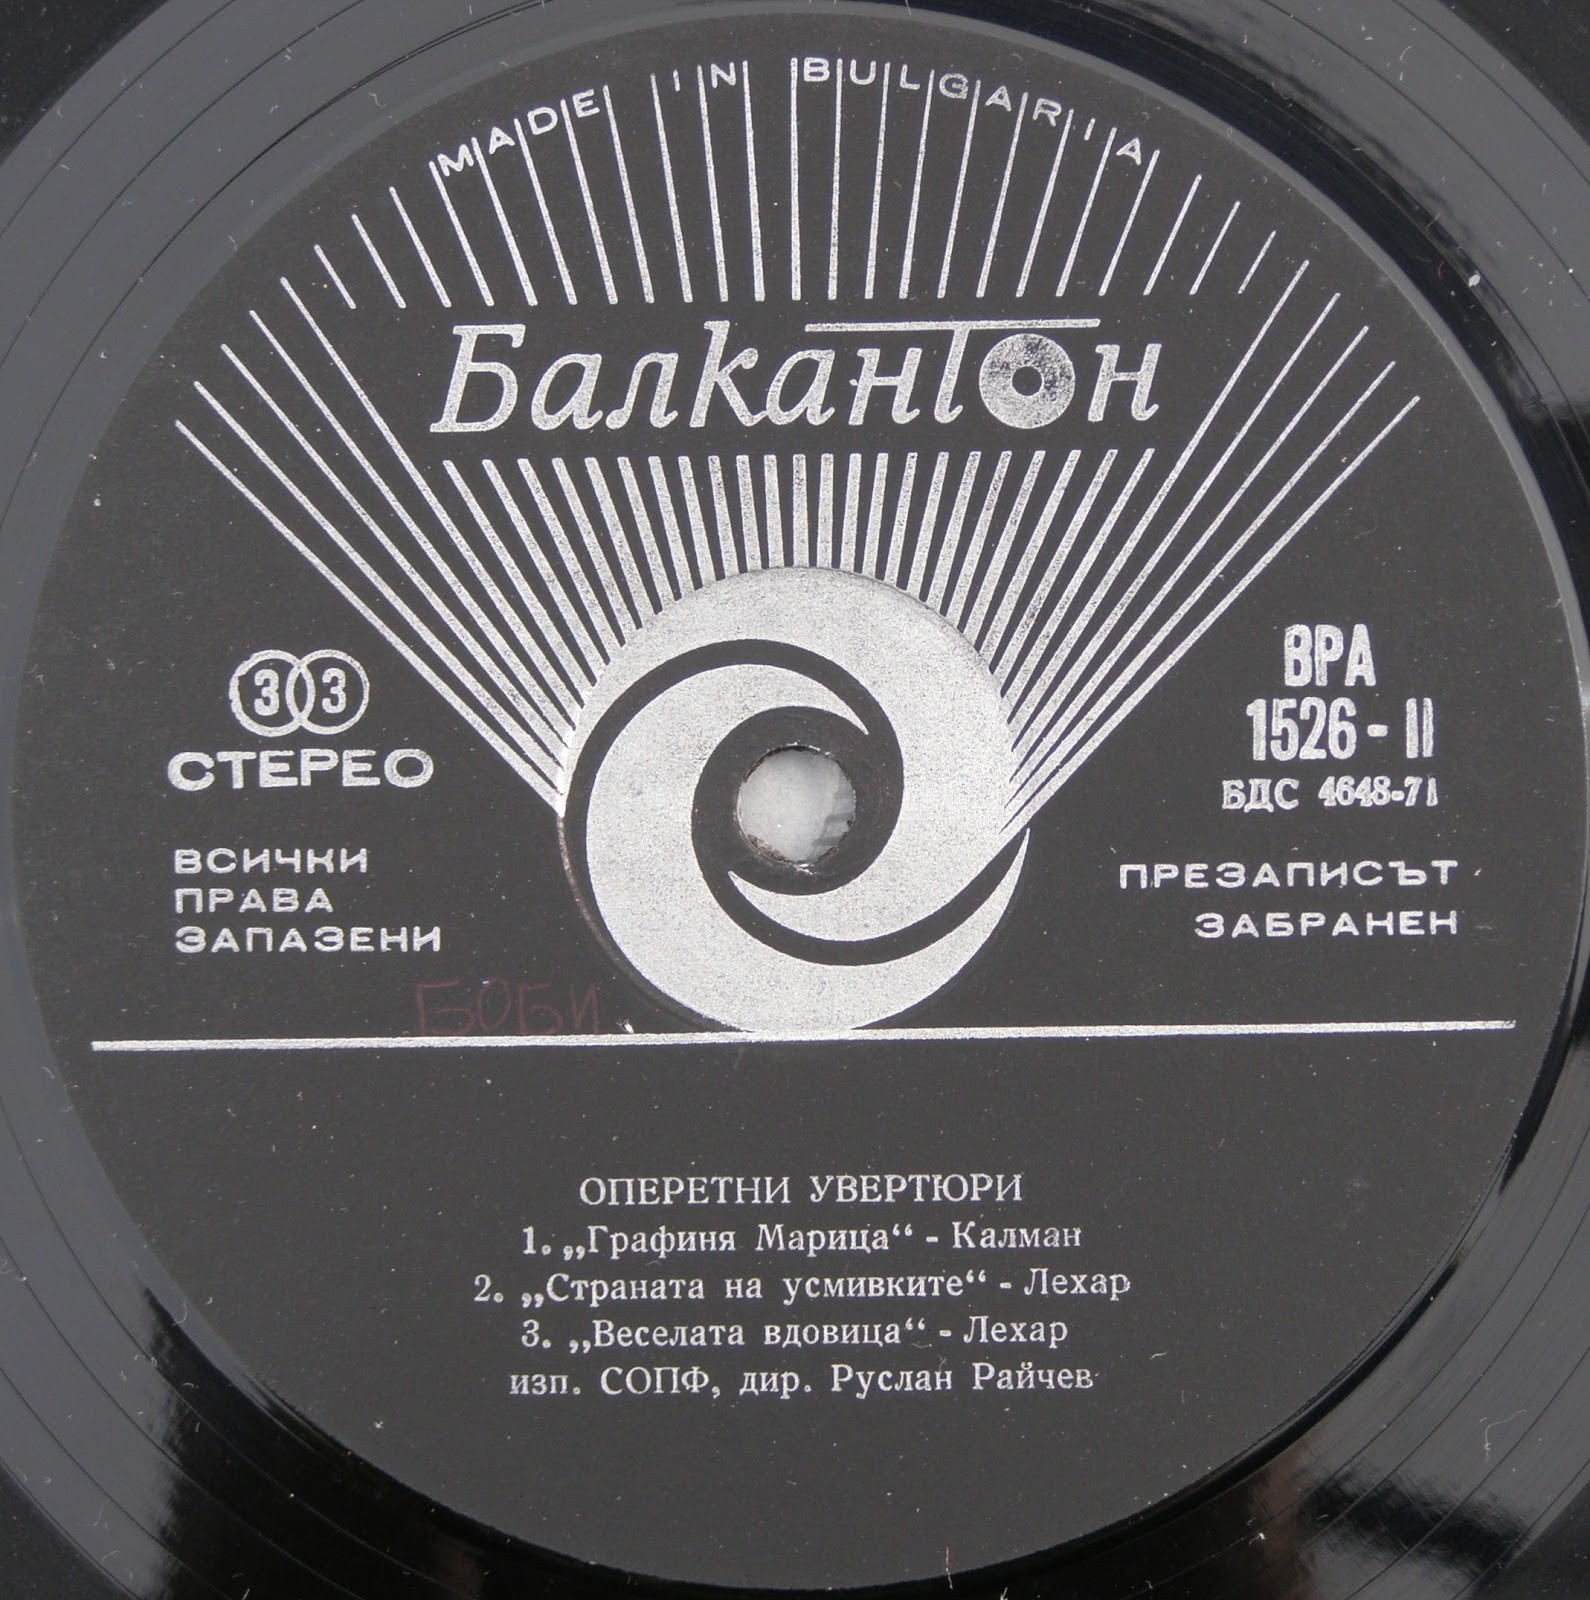 MADE IN BULGARIA
Балкантон
33
СТЕРЕО
ВСИЧКИ
ПРАВА
ЗАПАЗЕНИ
ВРА
1526 - II
БДС 4648-71
ПРЕЗАПИСЪТ
ЗАБРАНЕН
БОБИ
ОПЕРЕТНИ УВЕРТЮРИ
1. „Графиня Марица“ - Калман
2. „Страната на усмивките“ - Лехар
3. „Веселата вдовица“ - Лехар
изп. СОПФ, дир. Руслан Райчев